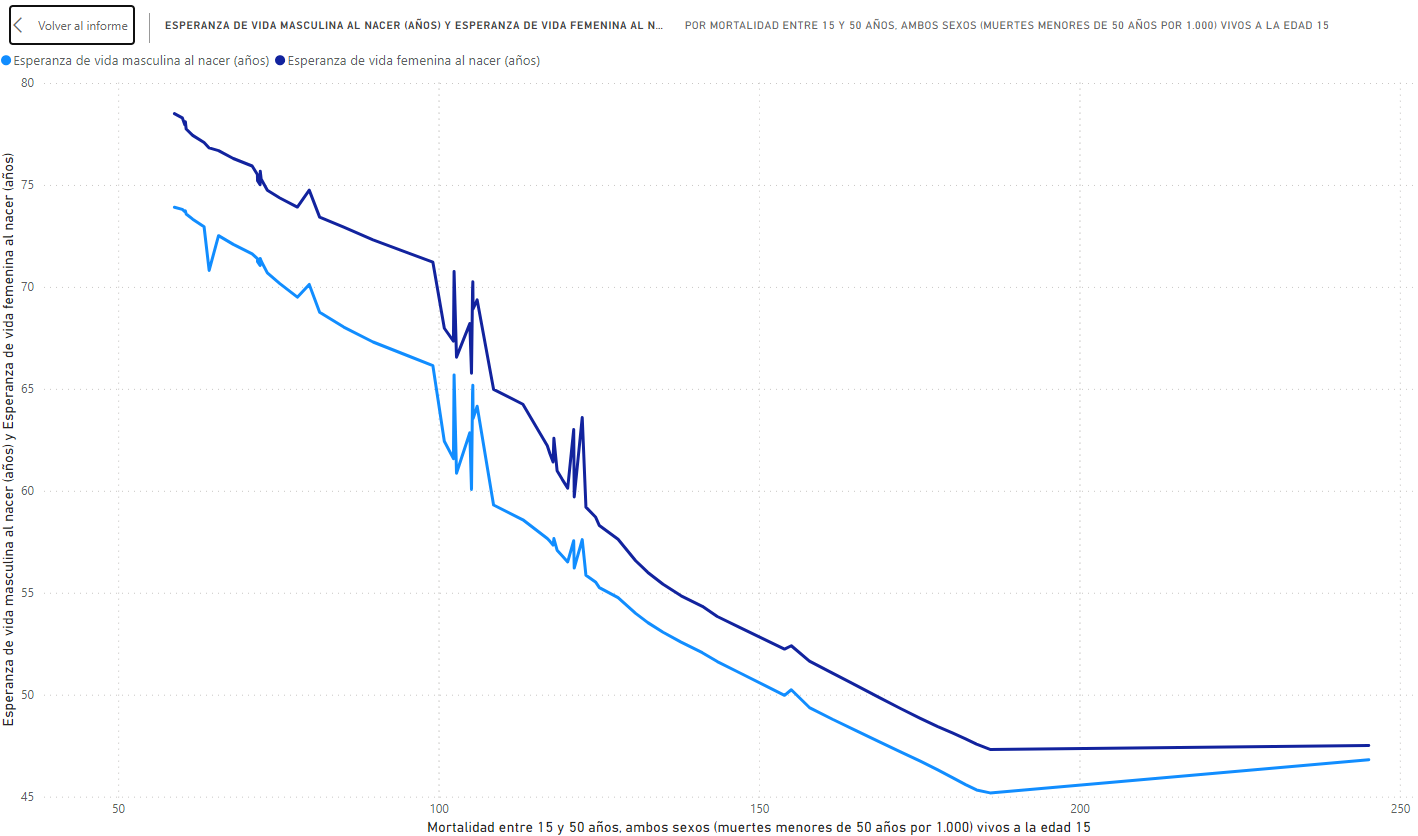 Volver al informe
ESPERANZA DE VIDA MASCULINA AL NACER (AÑOS) Y ESPERANZA DE VIDA FEMENINA AL N...
POR MORTALIDAD ENTRE 15 Y 50 AÑOS, AMBOS SEXOS (MUERTES MENORES DE 50 AÑOS POR 1.000) VIVOS A LA EDAD 15
Esperanza de vida masculina al nacer (años)
Esperanza de vida femenina al nacer (años)
Esperanza de vida masculina al nacer (años) y Esperanza de vida femenina al nacer (años)
80
75
70
65
60
55
50
45
50
100
150
200
250
Mortalidad entre 15 y 50 años, ambos sexos (muertes menores de 50 años por 1.000) vivos a la edad 15